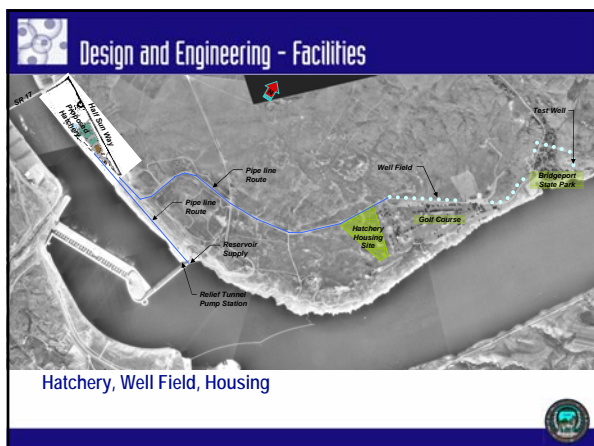 Design and Engineering - Facilities
SR 17
Half Sun Way
Proposed
Hatchery
Test Well
Pipe line
Route
Well Field
Bridgeport
State Park
Pipe line
Route
Golf Course
Hatchery
Housing
Site
Reservoir
Supply
Relief Tunnel
Pump Station
Hatchery, Well Field, Housing